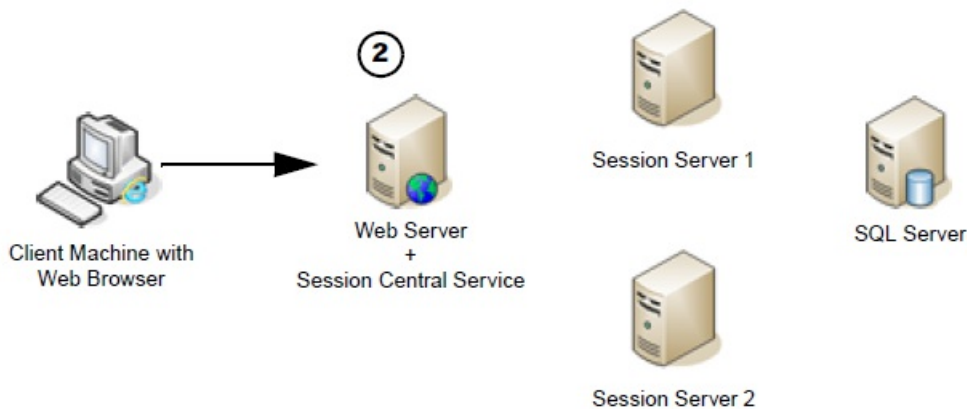 2
Client Machine with
Web Browser
Web Server
+
Session Central Service
Session Server 1
SQL Server
Session Server 2